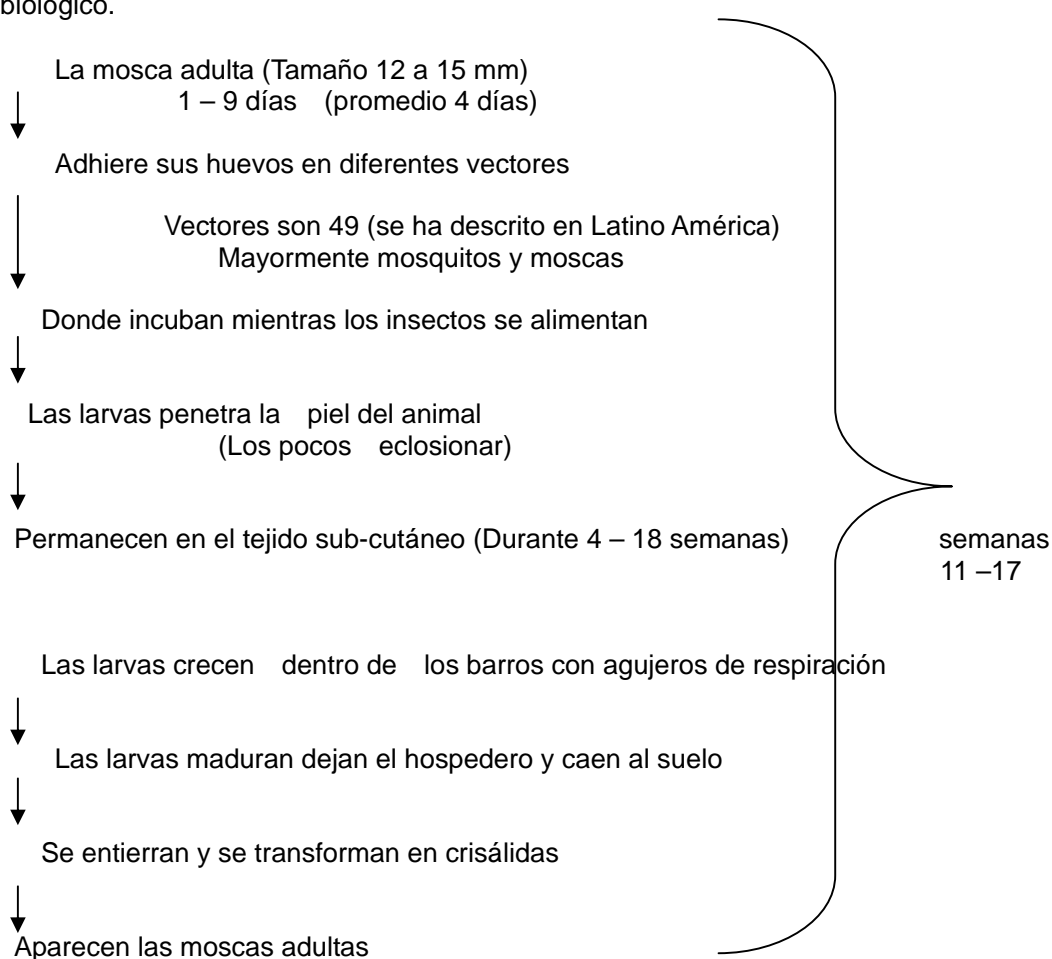 biológico.
La mosca adulta (Tamaño 12 a 15 mm)
1 – 9 días (promedio 4 días)
Adhiere sus huevos en diferentes vectores
Vectores son 49 (se ha descrito en Latino América)
Mayormente mosquitos y moscas
Donde incuban mientras los insectos se alimentan
Las larvas penetra la piel del animal
(Los pocos eclosionar)
Permanecen en el tejido sub-cutáneo (Durante 4 – 18 semanas)
semanas
11 –17
Las larvas crecen dentro de los barros con agujeros de respiración
Las larvas maduran dejan el hospedero y caen al suelo
Se entierran y se transforman en crisálidas
Aparecen las moscas adultas